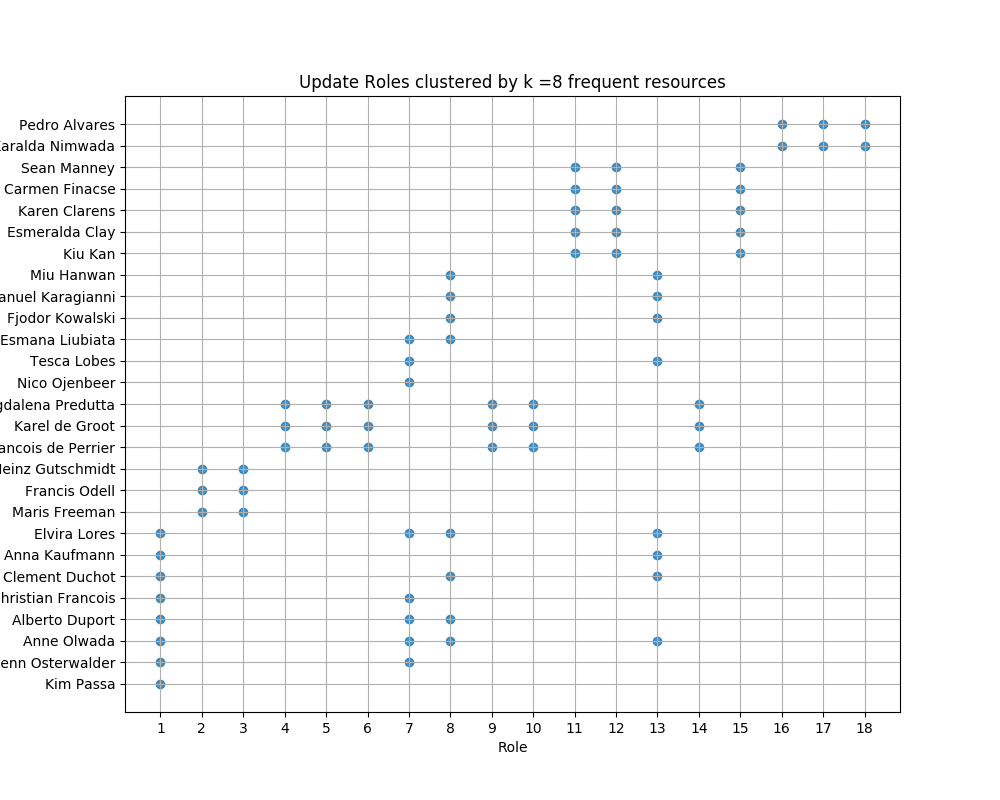 Update Roles clustered by k =8 frequent resources
Pedro Alvares
Karalda Nimwada
Sean Manney
Carmen Finacse
Karen Clarens
Esmeralda Clay
Kiu Kan
Miu Hanwan
anuel Karagianni
Fjodor Kowalski
Esmana Liubiata
Tesca Lobes
Nico Ojenbeer
gdalena Predutta
Karel de Groot
ancois de Perrier
Heinz Gutschmidt
Francis Odell
Maris Freeman
Elvira Lores
Anna Kaufmann
Clement Duchot
hristian Francois
Alberto Duport
Anne Olwada
enn Osterwalder
Kim Passa
1 2 3 4 5 6 7 8 9 10 11 12 13 14 15 16 17 18
Role